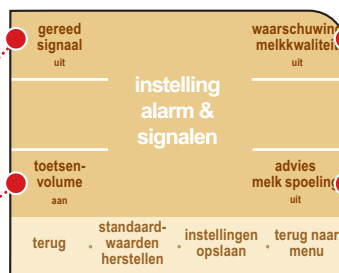 gereed
signaal
uit
waarschuwing
melkkwaliteit
uit
instelling
alarm &
signalen
toetsen-
volume
aan
advies
melk spoeling
uit
terug
standaard-
waarden
herstellen
instellingen
opslaan
terug naar
menu